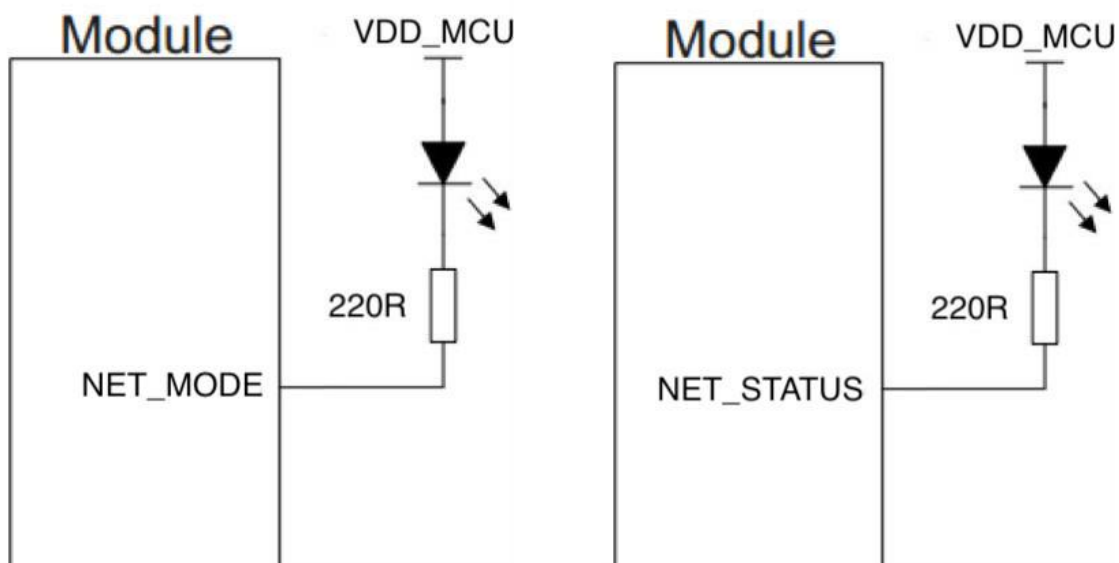 Module
VDD_MCU
220R
NET_MODE
Module
VDD_MCU
220R
NET_STATUS